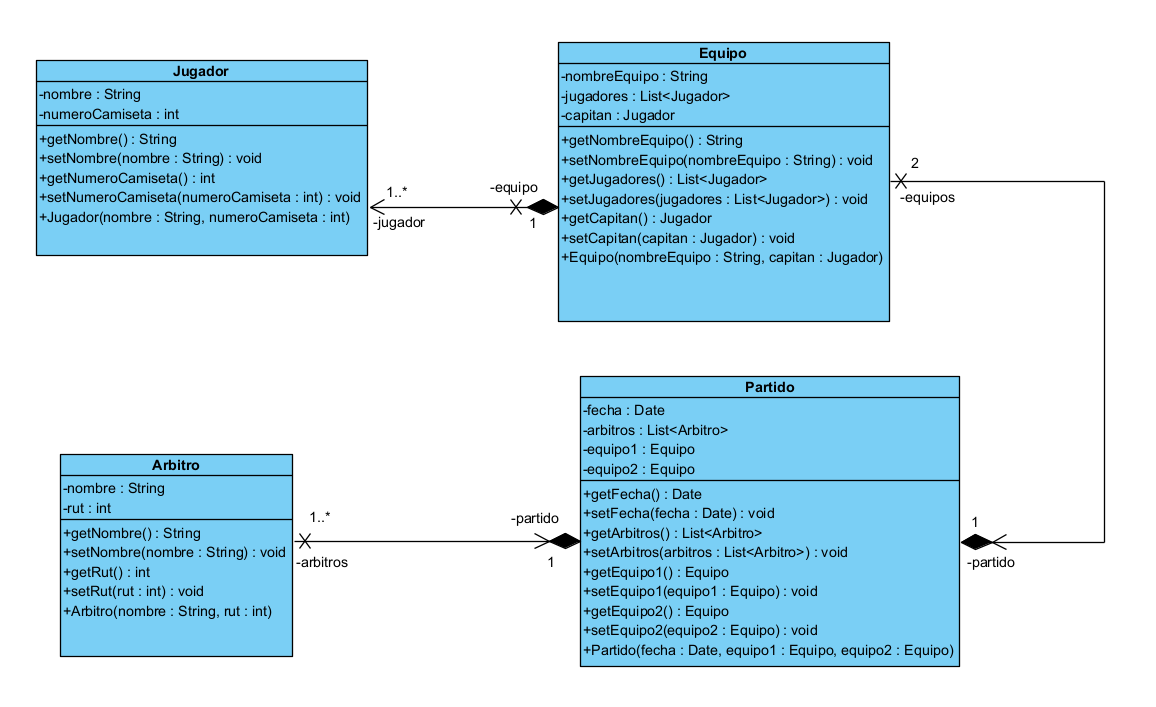 Jugador
-nombre : String
-numeroCamiseta : int
+getNombre() : String
+setNombre(nombre : String) : void
+getNumeroCamiseta() : int
+setNumeroCamiseta(numeroCamiseta : int) : void
+Jugador(nombre : String, numeroCamiseta : int)
1..*
-jugador
-equipo
1
Equipo
-nombreEquipo : String
-jugadores : List<Jugador>
-capitan : Jugador
+getNombreEquipo() : String
+setNombreEquipo(nombreEquipo : String) : void
+getJugadores() : List<Jugador>
+setJugadores(jugadores : List<Jugador>) : void
+getCapitan() : Jugador
+setCapitan(capitan : Jugador) : void
+Equipo(nombreEquipo : String, capitan : Jugador)
2
-equipos
Arbitro
-nombre : String
-rut : int
+getNombre() : String
+setNombre(nombre : String) : void
+getRut() : int
+setRut(rut : int) : void
+Arbitro(nombre : String, rut : int)
1..*
-arbitros
-partido
1
Partido
-fecha : Date
-arbitros : List<Arbitro>
-equipo1 : Equipo
-equipo2 : Equipo
+getFecha() : Date
+setFecha(fecha : Date) : void
+getArbitros() : List<Arbitro>
+setArbitros(arbitros : List<Arbitro>) : void
+getEquipo1() : Equipo
+setEquipo1(equipo1 : Equipo) : void
+getEquipo2() : Equipo
+setEquipo2(equipo2 : Equipo) : void
+Partido(fecha : Date, equipo1 : Equipo, equipo2 : Equipo)
1
-partido